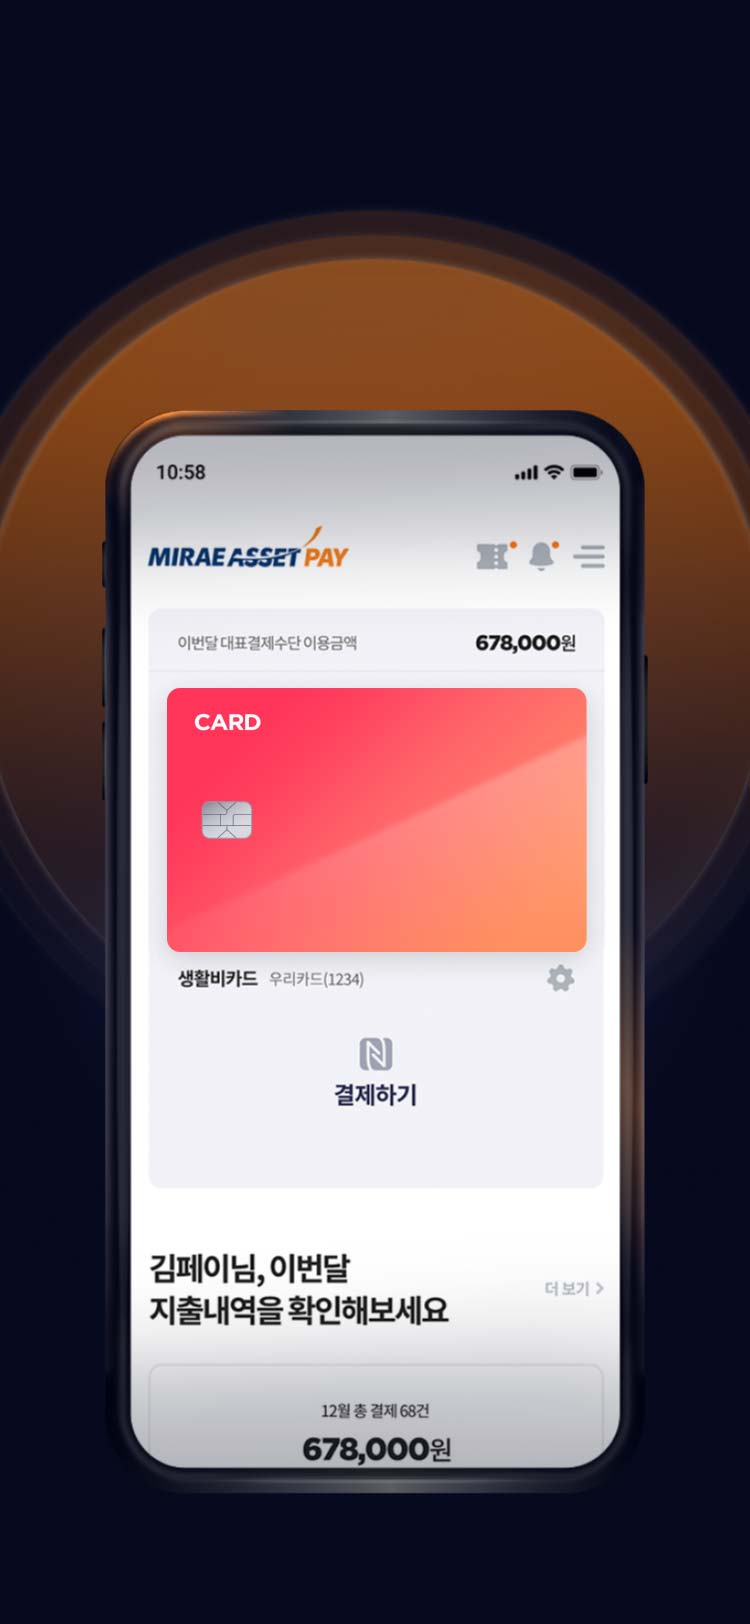 10:58
MIRAE ASSET PAY
이번달 대표결제수단 이용금액 678,000원
CARD
생활비카드 우리카드(1234)
결제하기
김페이님, 이번달
지출내역을 확인해보세요
더 보기 >
12월 총 결제 68건
678,000원